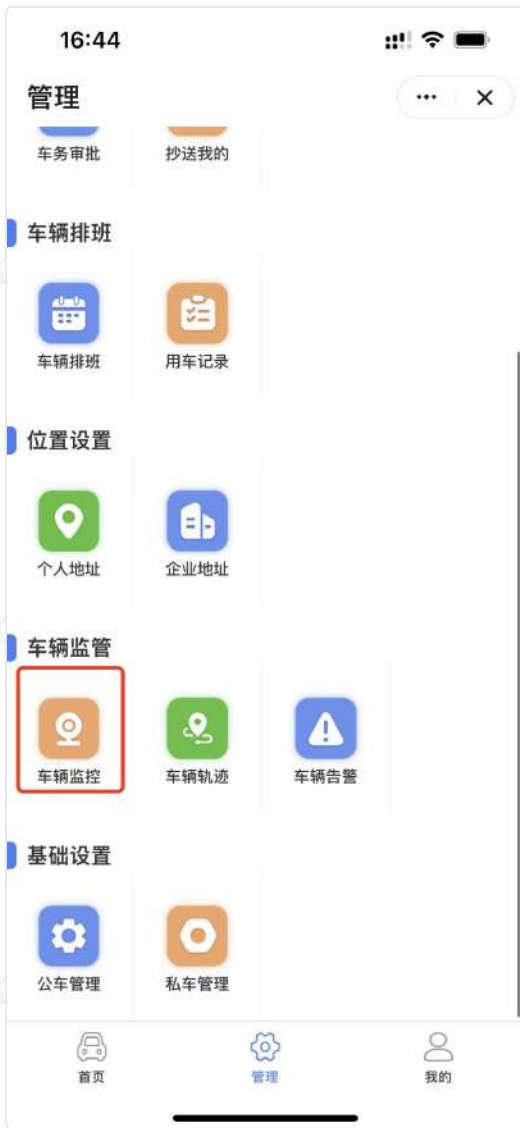 16:44
管理
车务审批
抄送我的
车辆排班
车辆排班
用车记录
位置设置
个人地址
企业地址
车辆监管
车辆监控
车辆轨迹
车辆告警
基础设置
公车管理
私车管理
首页
管理
我的